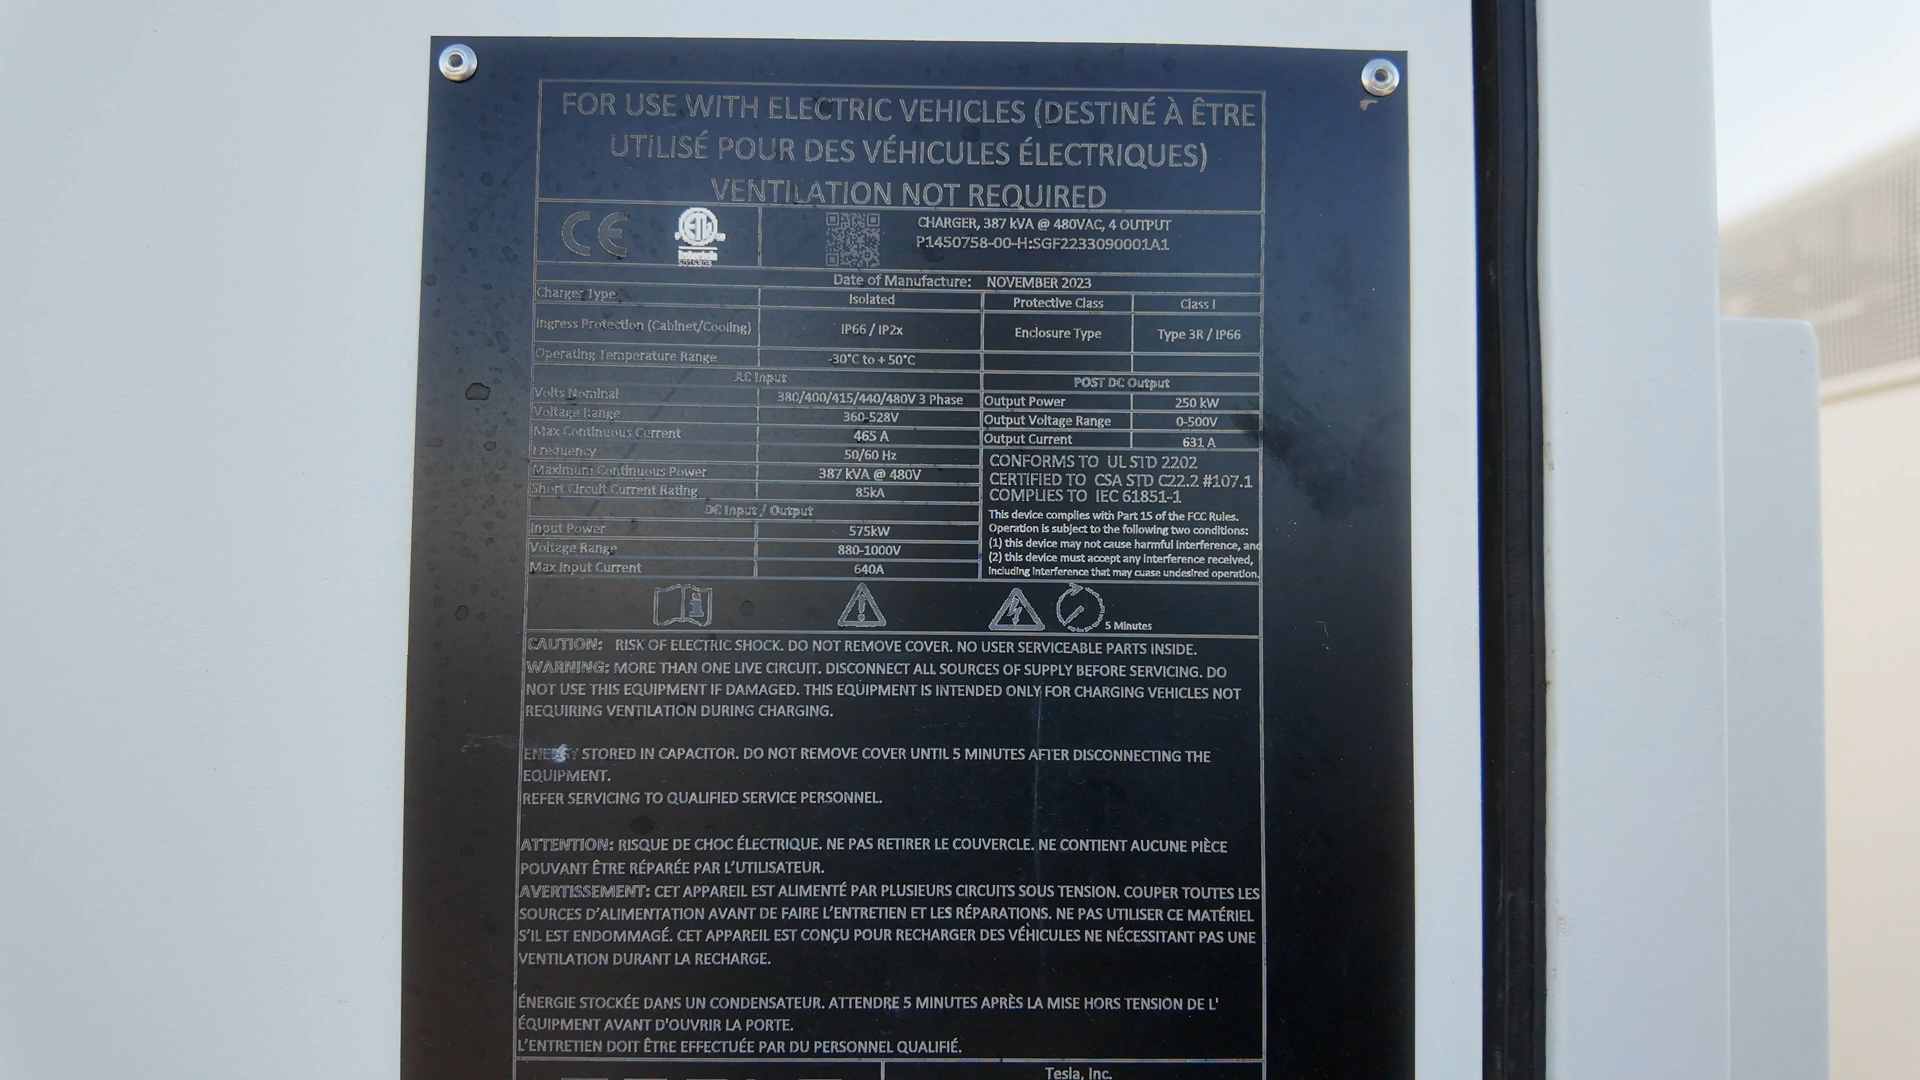 FOR USE WITH ELECTRIC VEHICLES (DESTINÉ À ÊTRE
UTILISÉ POUR DES VÉHICULES ÉLECTRIQUES)
VENTILATION NOT REQUIRED
CE
ETL
Intertek
5015303
CHARGER, 387 kVA @ 480VAC, 4 OUTPUT
P1450758-00-H:SGF2233090001A1
Date of Manufacture: NOVEMBER 2023
Charger Type Isolated Protective Class Class I
Ingress Protection (Cabinet/Cooling) IP66 / IP2x Enclosure Type Type 3R / IP66
Operating Temperature Range -30°C to + 50°C
AC Input
Volts Nominal 380/400/415/440/480V 3 Phase
Voltage Range 360-528V
Max Continuous Current 465 A
Frequency 50/60 Hz
Maximum Continuous Power 387 kVA @ 480V
Short Circuit Current Rating 85kA
DC Input / Output
Input Power 575kW
Voltage Range 880-1000V
Max Input Current 640A
POST DC Output
Output Power 250 kW
Output Voltage Range 0-500V
Output Current 631 A
CONFORMS TO UL STD 2202
CERTIFIED TO CSA STD C22.2 #107.1
COMPLIES TO IEC 61851-1
This device complies with Part 15 of the FCC Rules.
Operation is subject to the following two conditions:
(1) this device may not cause harmful interference, and
(2) this device must accept any interference received,
including interference that may cuase undesired operation.
5 Minutes
CAUTION: RISK OF ELECTRIC SHOCK. DO NOT REMOVE COVER. NO USER SERVICEABLE PARTS INSIDE.
WARNING: MORE THAN ONE LIVE CIRCUIT. DISCONNECT ALL SOURCES OF SUPPLY BEFORE SERVICING. DO
NOT USE THIS EQUIPMENT IF DAMAGED. THIS EQUIPMENT IS INTENDED ONLY FOR CHARGING VEHICLES NOT
REQUIRING VENTILATION DURING CHARGING.
ENERGY STORED IN CAPACITOR. DO NOT REMOVE COVER UNTIL 5 MINUTES AFTER DISCONNECTING THE
EQUIPMENT.
REFER SERVICING TO QUALIFIED SERVICE PERSONNEL.
ATTENTION: RISQUE DE CHOC ÉLECTRIQUE. NE PAS RETIRER LE COUVERCLE. NE CONTIENT AUCUNE PIÈCE
POUVANT ÊTRE RÉPARÉE PAR L'UTILISATEUR.
AVERTISSEMENT: CET APPAREIL EST ALIMENTÉ PAR PLUSIEURS CIRCUITS SOUS TENSION. COUPER TOUTES LES
SOURCES D'ALIMENTATION AVANT DE FAIRE L'ENTRETIEN ET LES RÉPARATIONS. NE PAS UTILISER CE MATÉRIEL
S'IL EST ENDOMMAGÉ. CET APPAREIL EST CONÇU POUR RECHARGER DES VÉHICULES NE NÉCESSITANT PAS UNE
VENTILATION DURANT LA RECHARGE.
ÉNERGIE STOCKÉE DANS UN CONDENSATEUR. ATTENDRE 5 MINUTES APRÈS LA MISE HORS TENSION DE L'
ÉQUIPMENT AVANT D'OUVRIR LA PORTE.
L'ENTRETIEN DOIT ÊTRE EFFECTUÉE PAR DU PERSONNEL QUALIFIÉ.
Tesla, Inc.